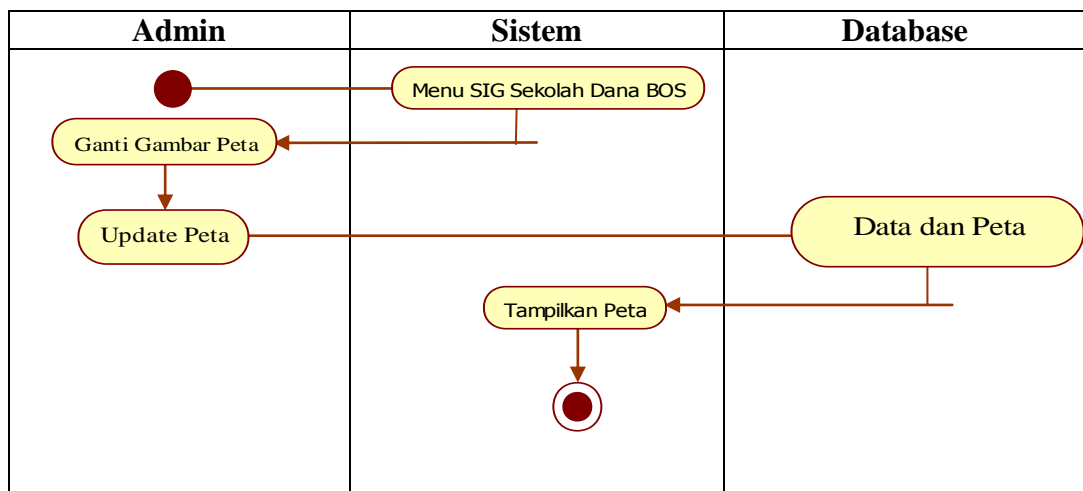 Admin
Sistem
Database
Menu SIG Sekolah Dana BOS
Ganti Gambar Peta
Update Peta
Data dan Peta
Tampilkan Peta